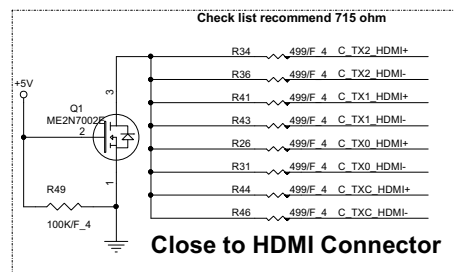 Check list recommend 715 ohm
R34 499/F_4 C_TX2_HDMI+
R36 499/F_4 C_TX2_HDMI-
R41 499/F_4 C_TX1_HDMI+
R43 499/F_4 C_TX1_HDMI-
R26 499/F_4 C_TX0_HDMI+
R31 499/F_4 C_TX0_HDMI-
R44 499/F_4 C_TXC_HDMI+
R46 499/F_4 C_TXC_HDMI-
+5V
3
Q1
ME2N7002E
2
1
R49
100K/F_4
Close to HDMI Connector